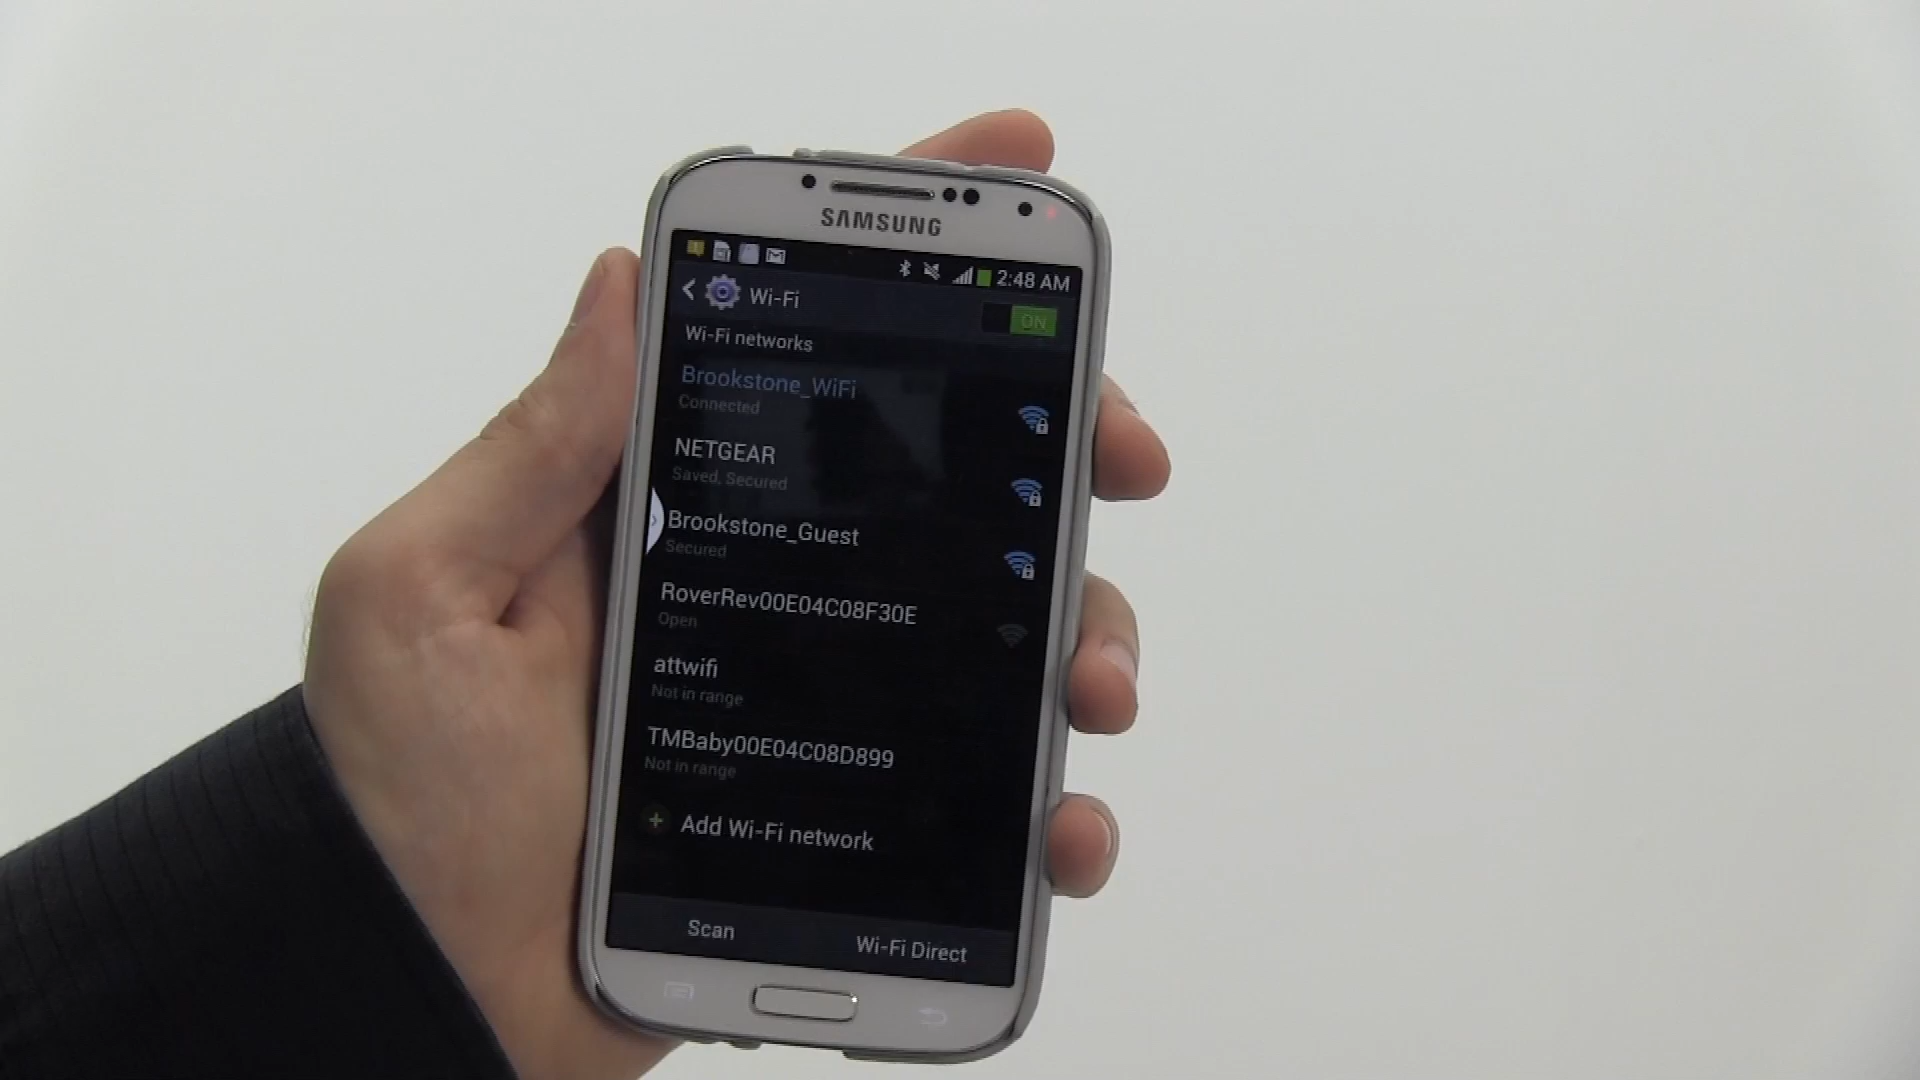 SAMSUNG
2:48 AM
Wi-Fi
ON
Wi-Fi networks
Brookstone_WiFi
Connected
NETGEAR
Saved, Secured
Brookstone_Guest
Secured
RoverRev00E04C08F30E
Open
attwifi
Not in range
TMBaby00E04C08D899
Not in range
Add Wi-Fi network
Scan
Wi-Fi Direct